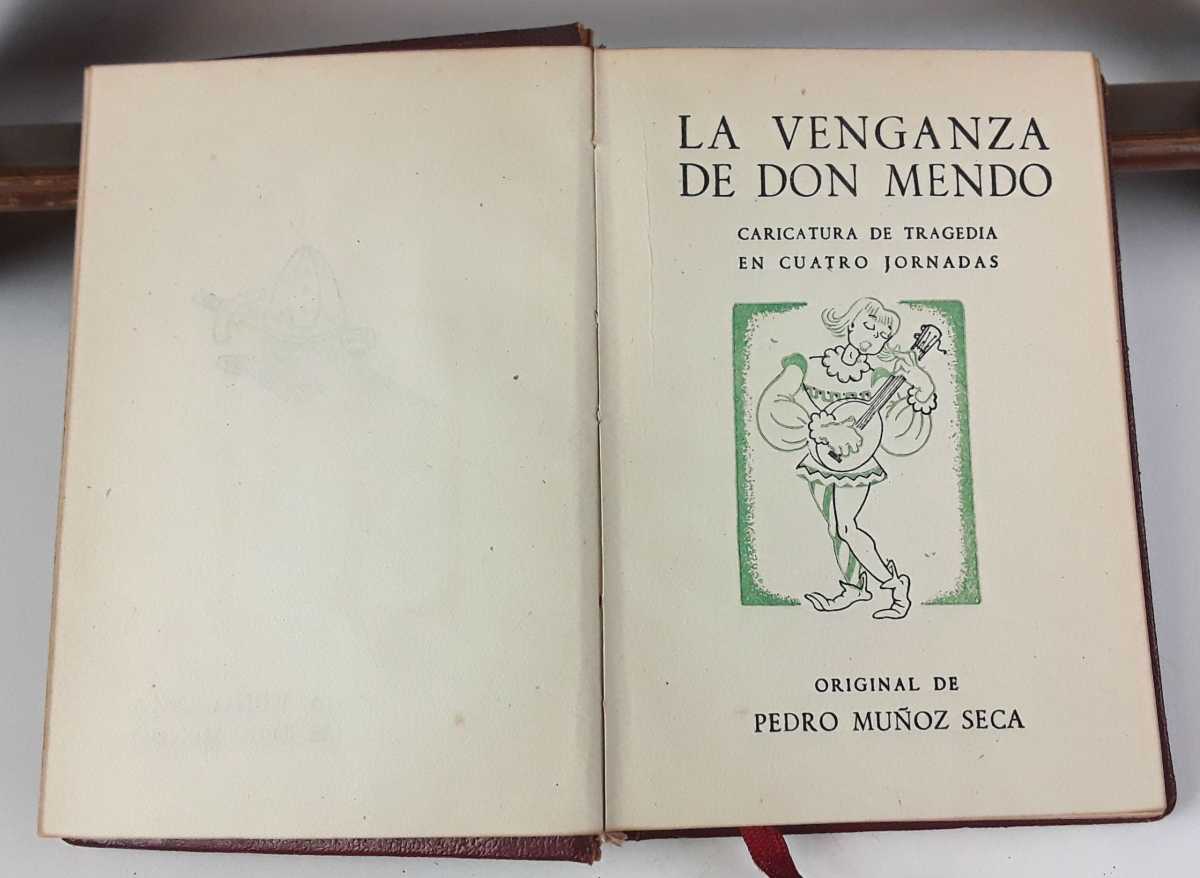 LA VENGANZA
DE DON MENDO
CARICATURA DE TRAGEDIA
EN CUATRO JORNADAS
ORIGINAL DE
PEDRO MUÑOZ SECA